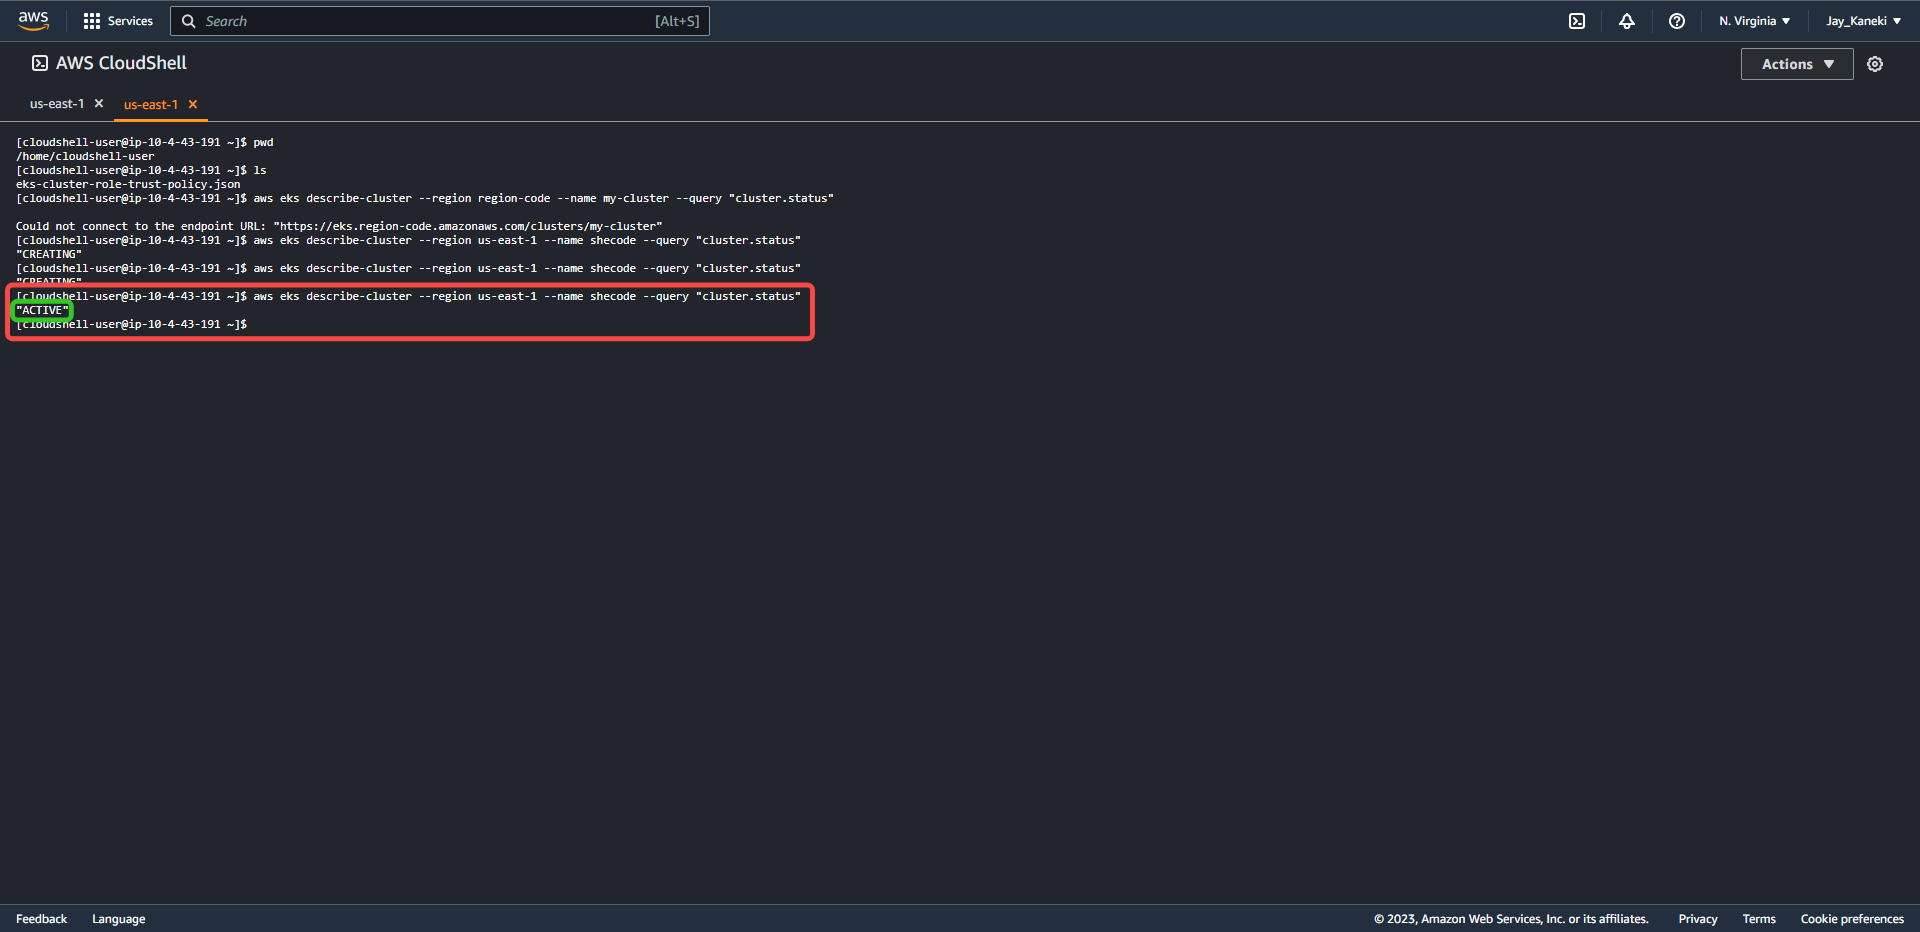 aws Services Search [Alt+S] N. Virginia Jay_Kaneki
AWS CloudShell Actions
us-east-1 us-east-1
[cloudshell-user@ip-10-4-43-191 ~]$ pwd
/home/cloudshell-user
[cloudshell-user@ip-10-4-43-191 ~]$ ls
eks-cluster-role-trust-policy.json
[cloudshell-user@ip-10-4-43-191 ~]$ aws eks describe-cluster --region region-code --name my-cluster --query "cluster.status"
Could not connect to the endpoint URL: "https://eks.region-code.amazonaws.com/clusters/my-cluster"
[cloudshell-user@ip-10-4-43-191 ~]$ aws eks describe-cluster --region us-east-1 --name shecode --query "cluster.status"
"CREATING"
[cloudshell-user@ip-10-4-43-191 ~]$ aws eks describe-cluster --region us-east-1 --name shecode --query "cluster.status"
"CREATING"
[cloudshell-user@ip-10-4-43-191 ~]$ aws eks describe-cluster --region us-east-1 --name shecode --query "cluster.status"
"ACTIVE"
[cloudshell-user@ip-10-4-43-191 ~]$
Feedback Language © 2023, Amazon Web Services, Inc. or its affiliates. Privacy Terms Cookie preferences